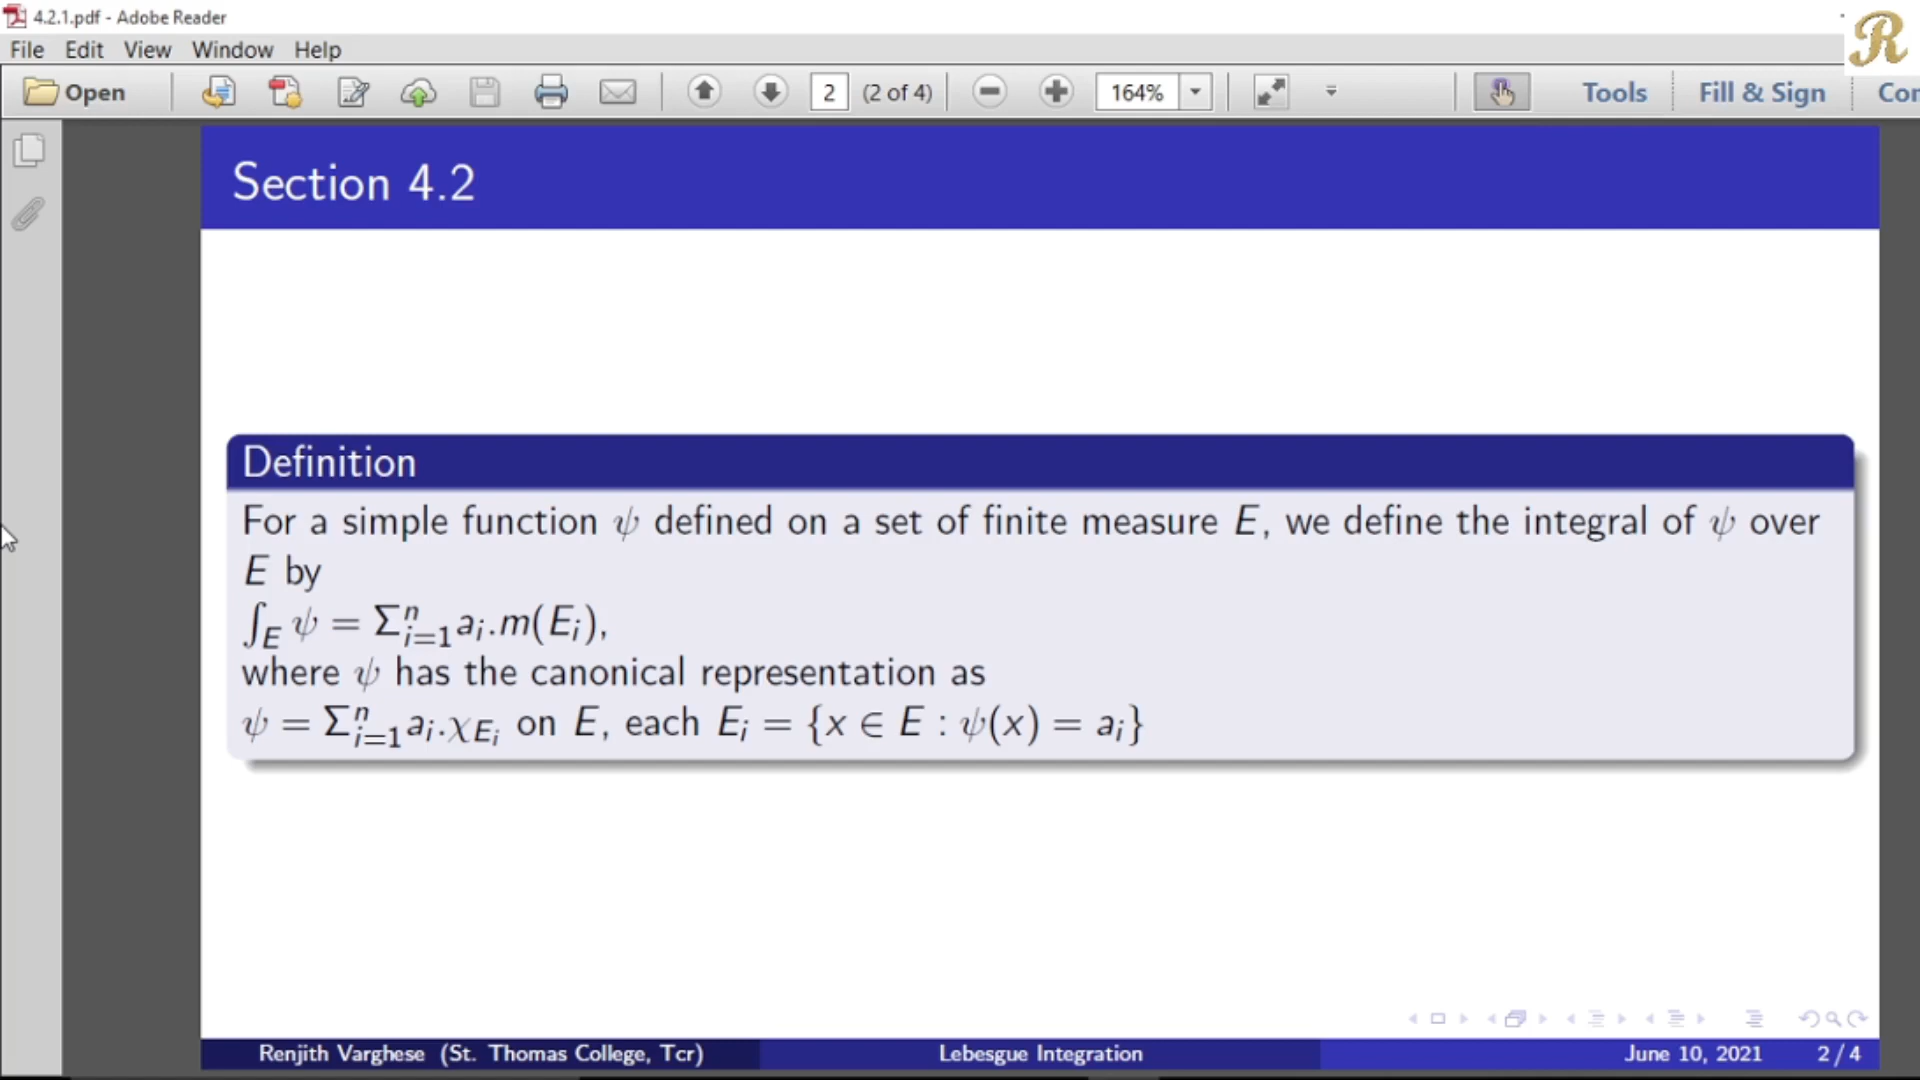 4.2.1.pdf - Adobe Reader
R
File Edit View Window Help
Open 2 (2 of 4) 164% Tools Fill & Sign
Section 4.2
Definition
For a simple function ψ defined on a set of finite measure E, we define the integral of ψ over
E by
∫_E ψ = Σ_{i=1}^n a_i.m(E_i),
where ψ has the canonical representation as
ψ = Σ_{i=1}^n a_i.χ_{E_i} on E, each E_i = {x ∈ E : ψ(x) = a_i}
Renjith Varghese (St. Thomas College, Tcr) Lebesgue Integration June 10, 2021 2 / 4